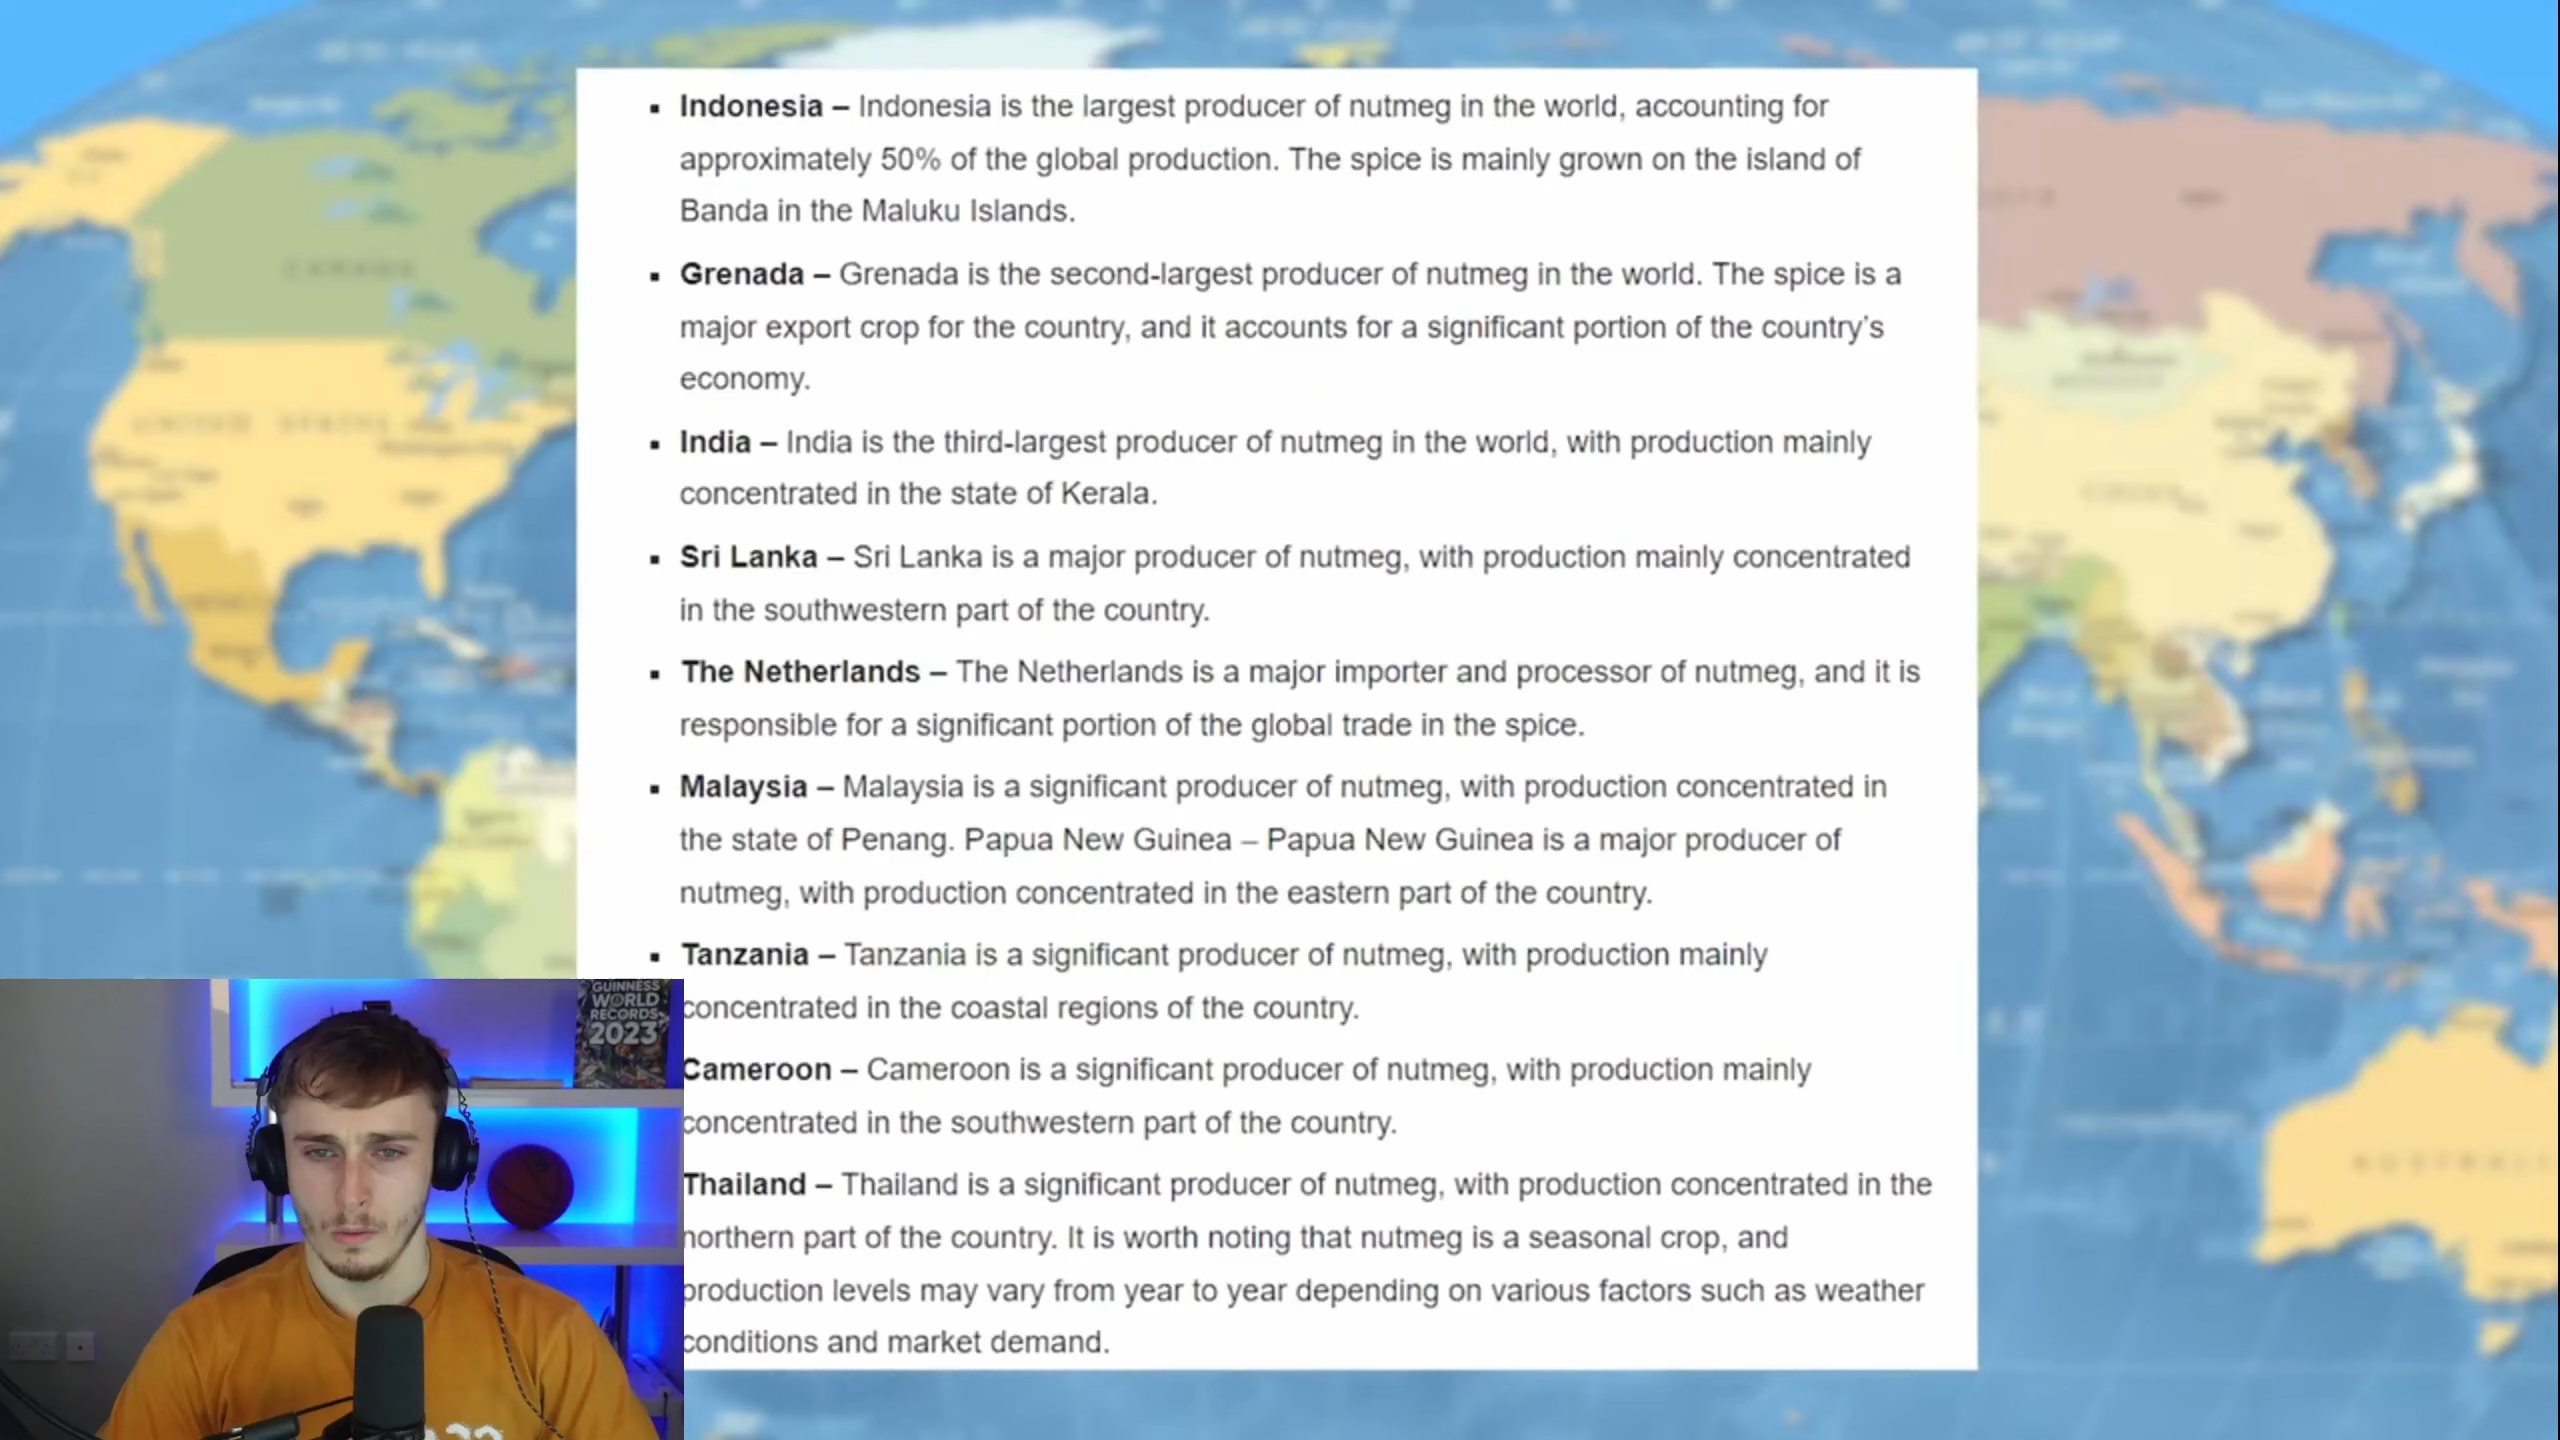 ▪ Indonesia – Indonesia is the largest producer of nutmeg in the world, accounting for
approximately 50% of the global production. The spice is mainly grown on the island of
Banda in the Maluku Islands.
▪ Grenada – Grenada is the second-largest producer of nutmeg in the world. The spice is a
major export crop for the country, and it accounts for a significant portion of the country's
economy.
▪ India – India is the third-largest producer of nutmeg in the world, with production mainly
concentrated in the state of Kerala.
▪ Sri Lanka – Sri Lanka is a major producer of nutmeg, with production mainly concentrated
in the southwestern part of the country.
▪ The Netherlands – The Netherlands is a major importer and processor of nutmeg, and it is
responsible for a significant portion of the global trade in the spice.
▪ Malaysia – Malaysia is a significant producer of nutmeg, with production concentrated in
the state of Penang. Papua New Guinea – Papua New Guinea is a major producer of
nutmeg, with production concentrated in the eastern part of the country.
▪ Tanzania – Tanzania is a significant producer of nutmeg, with production mainly
concentrated in the coastal regions of the country.
Cameroon – Cameroon is a significant producer of nutmeg, with production mainly
concentrated in the southwestern part of the country.
Thailand – Thailand is a significant producer of nutmeg, with production concentrated in the
northern part of the country. It is worth noting that nutmeg is a seasonal crop, and
production levels may vary from year to year depending on various factors such as weather
conditions and market demand.
CANADA
UNITED STATES
CHINA
GUINNESS
WORLD
RECORDS
2023